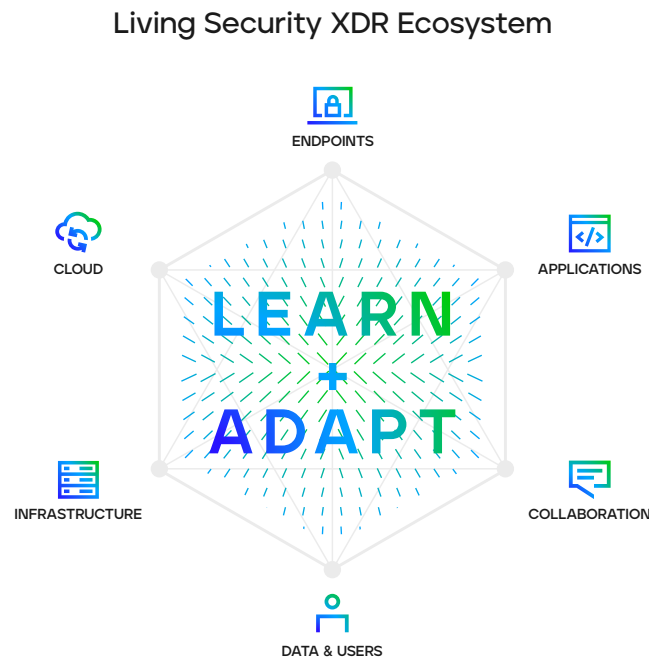 Living Security XDR Ecosystem
ENDPOINTS
CLOUD
APPLICATIONS
LEARN
+
ADAPT
INFRASTRUCTURE
COLLABORATION
DATA & USERS